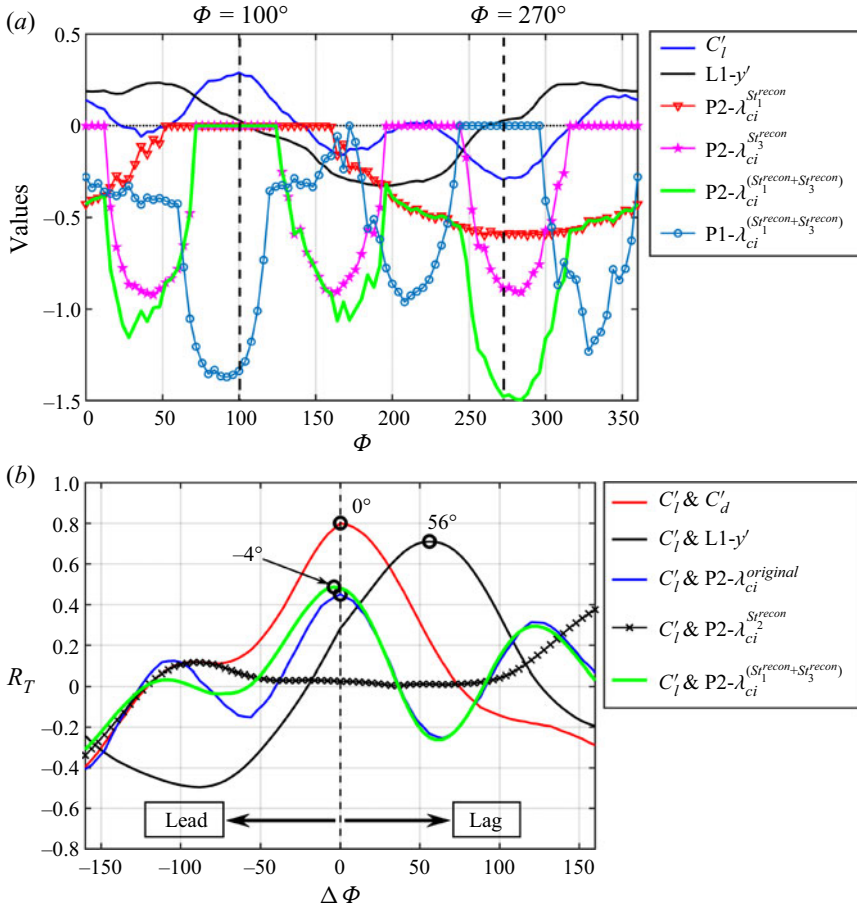 (a) Φ = 100° Φ = 270°
0.5
0
−0.5
−1.0
−1.5
Values
0 50 100 150 200 250 300 360
Φ
C′l
L1-y′
P2-λci^St1^recon
P2-λci^St3^recon
P2-λci^(St1^recon+St3^recon)
P1-λci^(St1^recon+St3^recon)
(b)
1.0
0.8
0.6
0.4
0.2
0
−0.2
−0.4
−0.6
−0.8
RT
0°
56°
−4°
Lead Lag
−150 −100 −50 0 50 100 150
Δ Φ
C′l & C′d
C′l & L1-y′
C′l & P2-λci^original
C′l & P2-λci^St2^recon
C′l & P2-λci^(St1^recon+St3^recon)